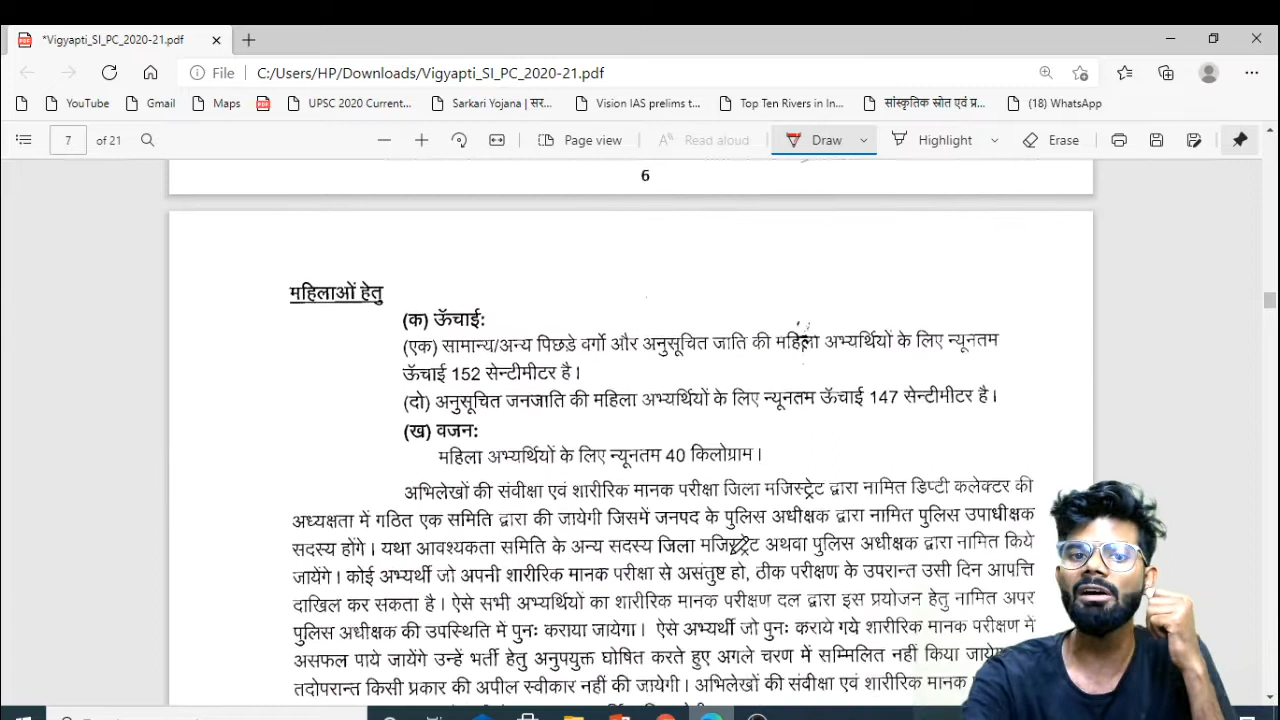 *Vigyapti_SI_PC_2020-21.pdf
File C:/Users/HP/Downloads/Vigyapti_SI_PC_2020-21.pdf
YouTube Gmail Maps UPSC 2020 Current... Sarkari Yojana | सर... Vision IAS prelims t... Top Ten Rivers in In... सांस्कृतिक स्रोत एवं प्र... (18) WhatsApp
7 of 21 Page view Read aloud Draw Highlight Erase
6
महिलाओं हेतु
(क) ऊॅचाई:
(एक) सामान्य/अन्य पिछडे वर्गो और अनुसूचित जाति की महिला अभ्यर्थियों के लिए न्यूनतम
ऊॅचाई 152 सेन्टीमीटर है।
(दो) अनुसूचित जनजाति की महिला अभ्यर्थियों के लिए न्यूनतम ऊॅचाई 147 सेन्टीमीटर है।
(ख) वजन:
महिला अभ्यर्थियों के लिए न्यूनतम 40 किलोग्राम।
अभिलेखों की संवीक्षा एवं शारीरिक मानक परीक्षा जिला मजिस्ट्रेट द्वारा नामित डिप्टी कलेक्टर की
अध्यक्षता में गठित एक समिति द्वारा की जायेगी जिसमें जनपद के पुलिस अधीक्षक द्वारा नामित पुलिस उपाधीक्षक
सदस्य होंगे। यथा आवश्यकता समिति के अन्य सदस्य जिला मजिस्ट्रेट अथवा पुलिस अधीक्षक द्वारा नामित किये
जायेंगे। कोई अभ्यर्थी जो अपनी शारीरिक मानक परीक्षा से असंतुष्ट हो, ठीक परीक्षण के उपरान्त उसी दिन आपत्ति
दाखिल कर सकता है। ऐसे सभी अभ्यर्थियों का शारीरिक मानक परीक्षण दल द्वारा इस प्रयोजन हेतु नामित अपर
पुलिस अधीक्षक की उपस्थिति में पुनः कराया जायेगा। ऐसे अभ्यर्थी जो पुनः कराये गये शारीरिक मानक परीक्षण में
असफल पाये जायेंगे उन्हें भर्ती हेतु अनुपयुक्त घोषित करते हुए अगले चरण में सम्मिलित नहीं किया
तदोपरान्त किसी प्रकार की अपील स्वीकार नहीं की जायेगी। अभिलेखों की संवीक्षा एवं शारीरिक मानक